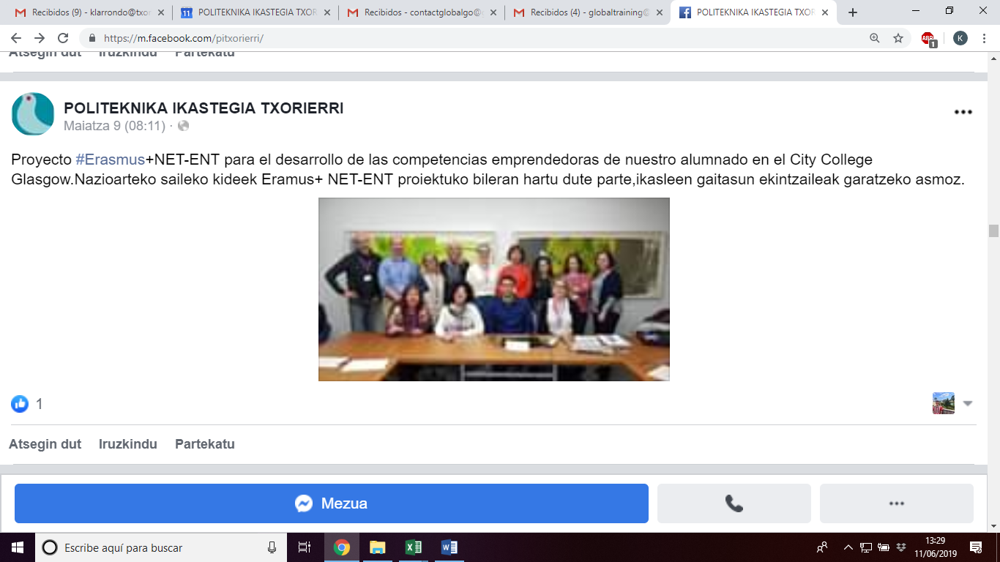 Recibidos (9) - klarrondo@txor
POLITEKNIKA IKASTEGIA TXOR
Recibidos - contactglobalgo@g
Recibidos (4) - globaltraining@
POLITEKNIKA IKASTEGIA TXOR
https://m.facebook.com/pitxorierri/
ABP
1
K
Atsegin dut Iruzkindu Partekatu
POLITEKNIKA IKASTEGIA TXORIERRI
Maiatza 9 (08:11) ·
Proyecto #Erasmus+NET-ENT para el desarrollo de las competencias emprendedoras de nuestro alumnado en el City College
Glasgow.Nazioarteko saileko kideek Eramus+ NET-ENT proiektuko bileran hartu dute parte,ikasleen gaitasun ekintzaileak garatzeko asmoz.
1
Atsegin dut Iruzkindu Partekatu
Mezua
Escribe aquí para buscar
13:29
11/06/2019